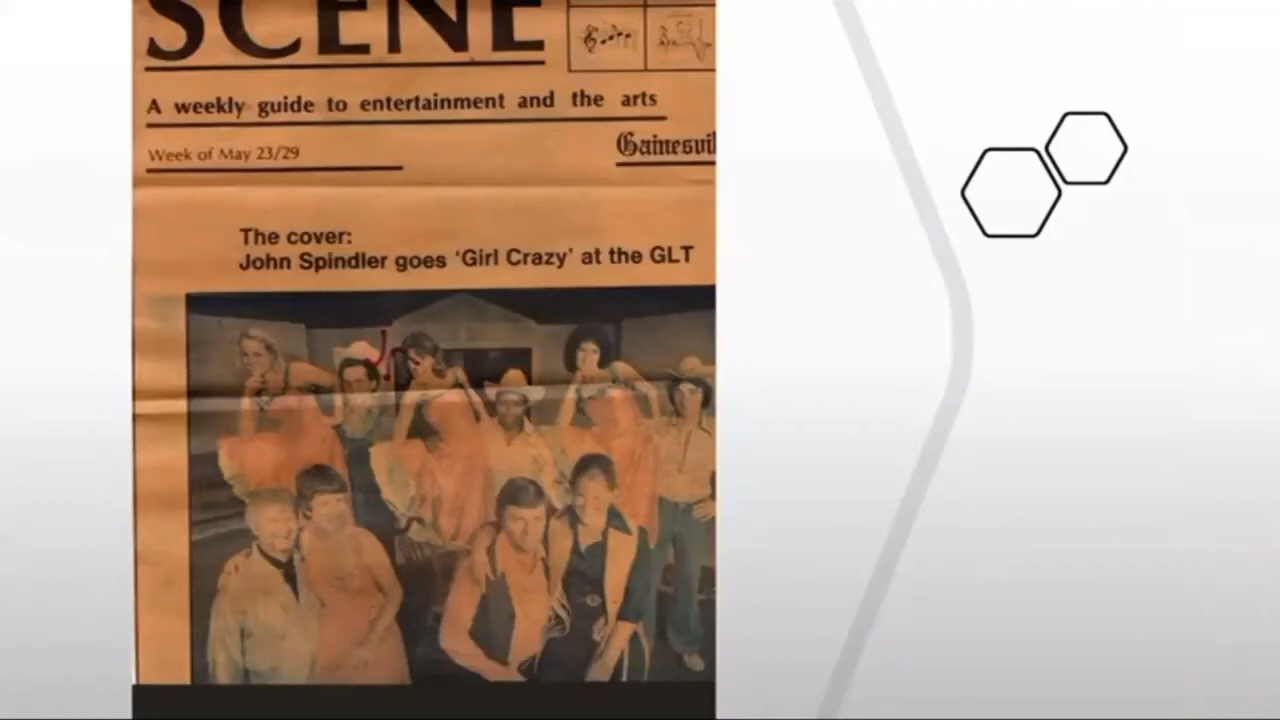 SCENE
A weekly guide to entertainment and the arts
Week of May 23/29
Gainesvil
The cover:
John Spindler goes ‘Girl Crazy’ at the GLT